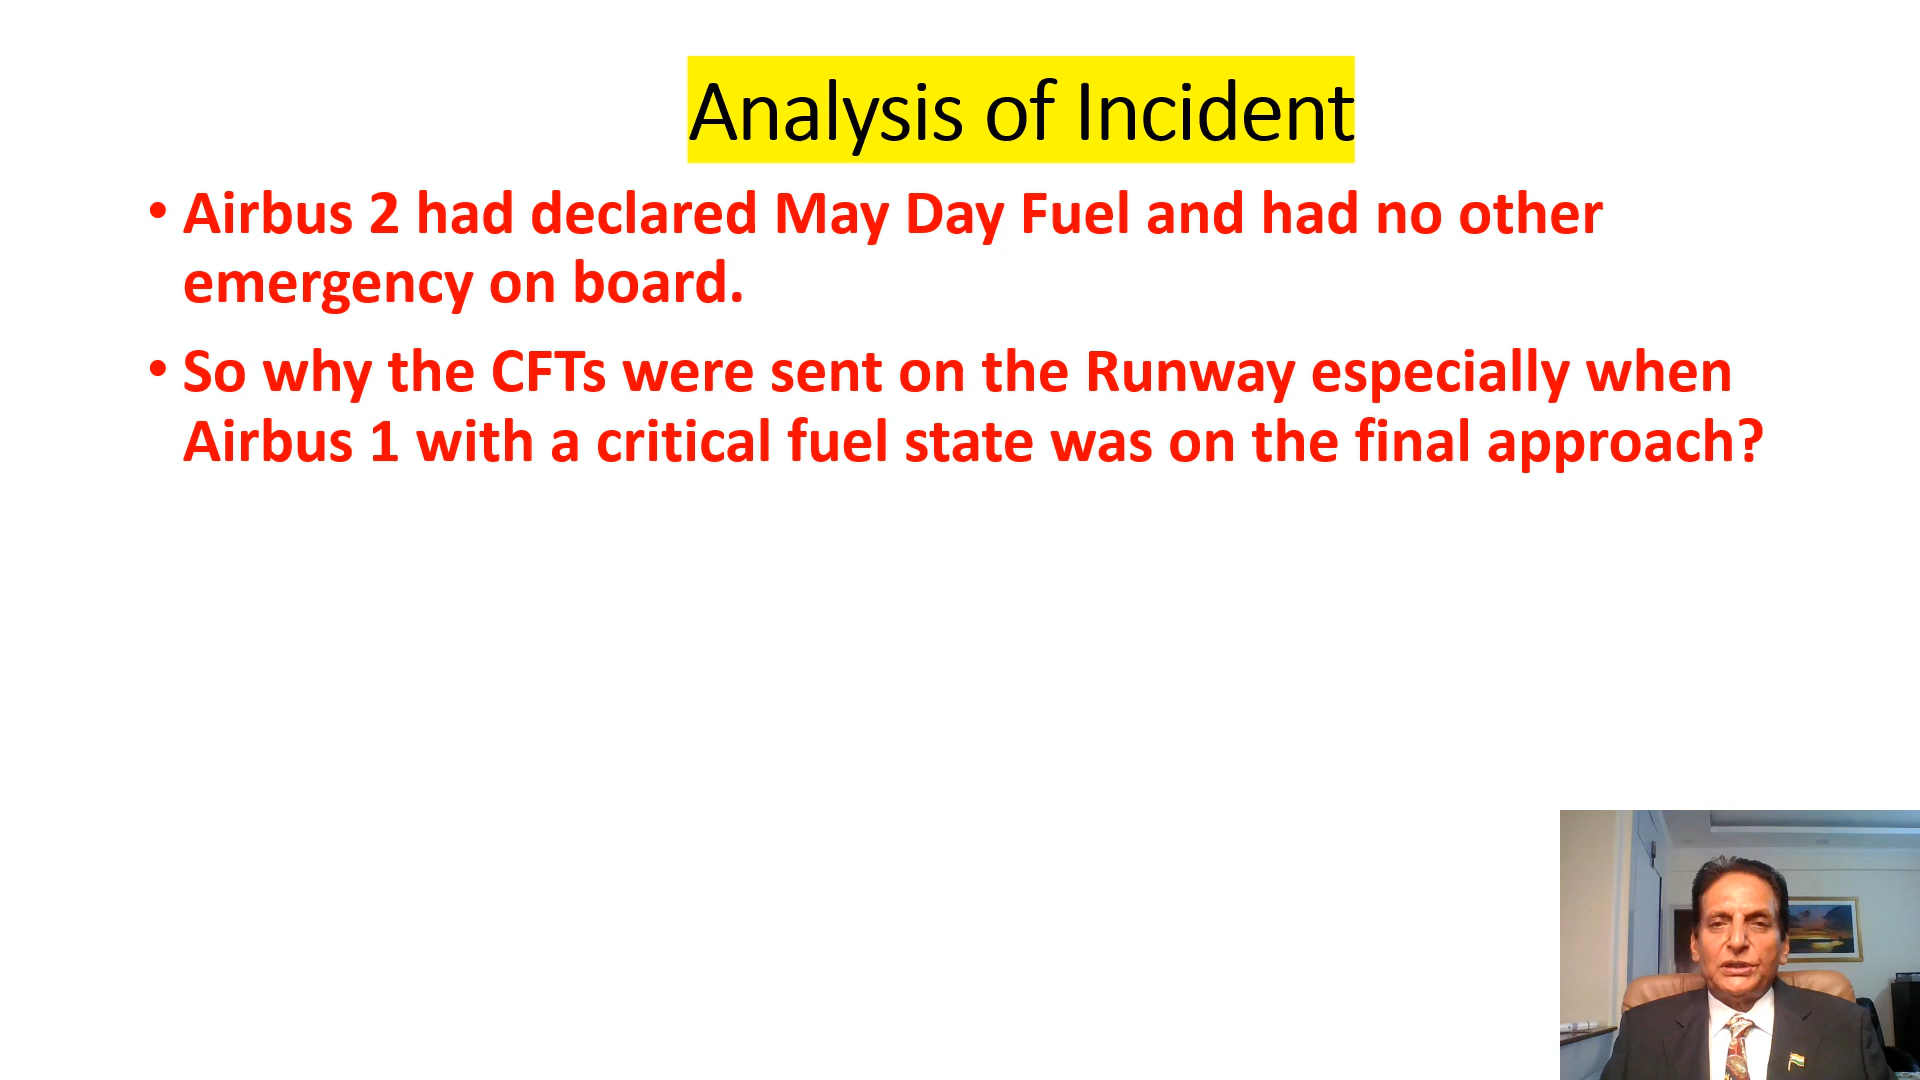 Analysis of Incident
• Airbus 2 had declared May Day Fuel and had no other
emergency on board.
• So why the CFTs were sent on the Runway especially when
Airbus 1 with a critical fuel state was on the final approach?